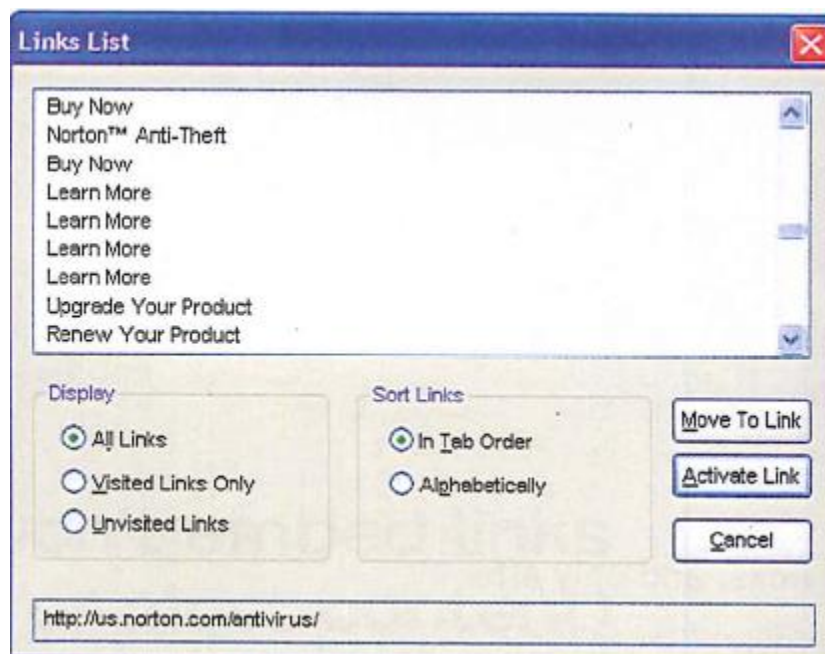 Links List
Buy Now
Norton™ Anti-Theft
Buy Now
Learn More
Learn More
Learn More
Learn More
Upgrade Your Product
Renew Your Product
Display
All Links
Visited Links Only
Unvisited Links
Sort Links
In Tab Order
Alphabetically
Move To Link
Activate Link
Cancel
http://us.norton.com/antivirus/